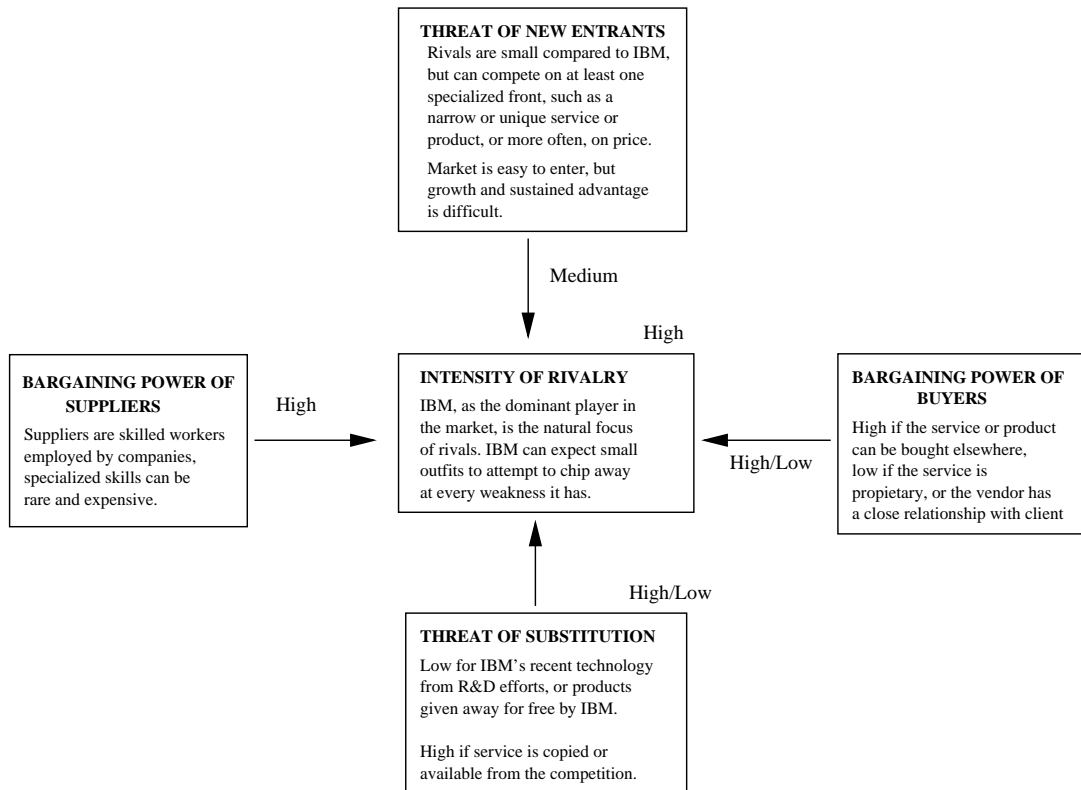 THREAT OF NEW ENTRANTS
Rivals are small compared to IBM,
but can compete on at least one
specialized front, such as a
narrow or unique service or
product, or more often, on price.
Market is easy to enter, but
growth and sustained advantage
is difficult.
Medium
High
BARGAINING POWER OF
SUPPLIERS
Suppliers are skilled workers
employed by companies,
specialized skills can be
rare and expensive.
High
INTENSITY OF RIVALRY
IBM, as the dominant player in
the market, is the natural focus
of rivals. IBM can expect small
outfits to attempt to chip away
at every weakness it has.
High/Low
BARGAINING POWER OF
BUYERS
High if the service or product
can be bought elsewhere,
low if the service is
propietary, or the vendor has
a close relationship with client
High/Low
THREAT OF SUBSTITUTION
Low for IBM's recent technology
from R&D efforts, or products
given away for free by IBM.
High if service is copied or
available from the competition.